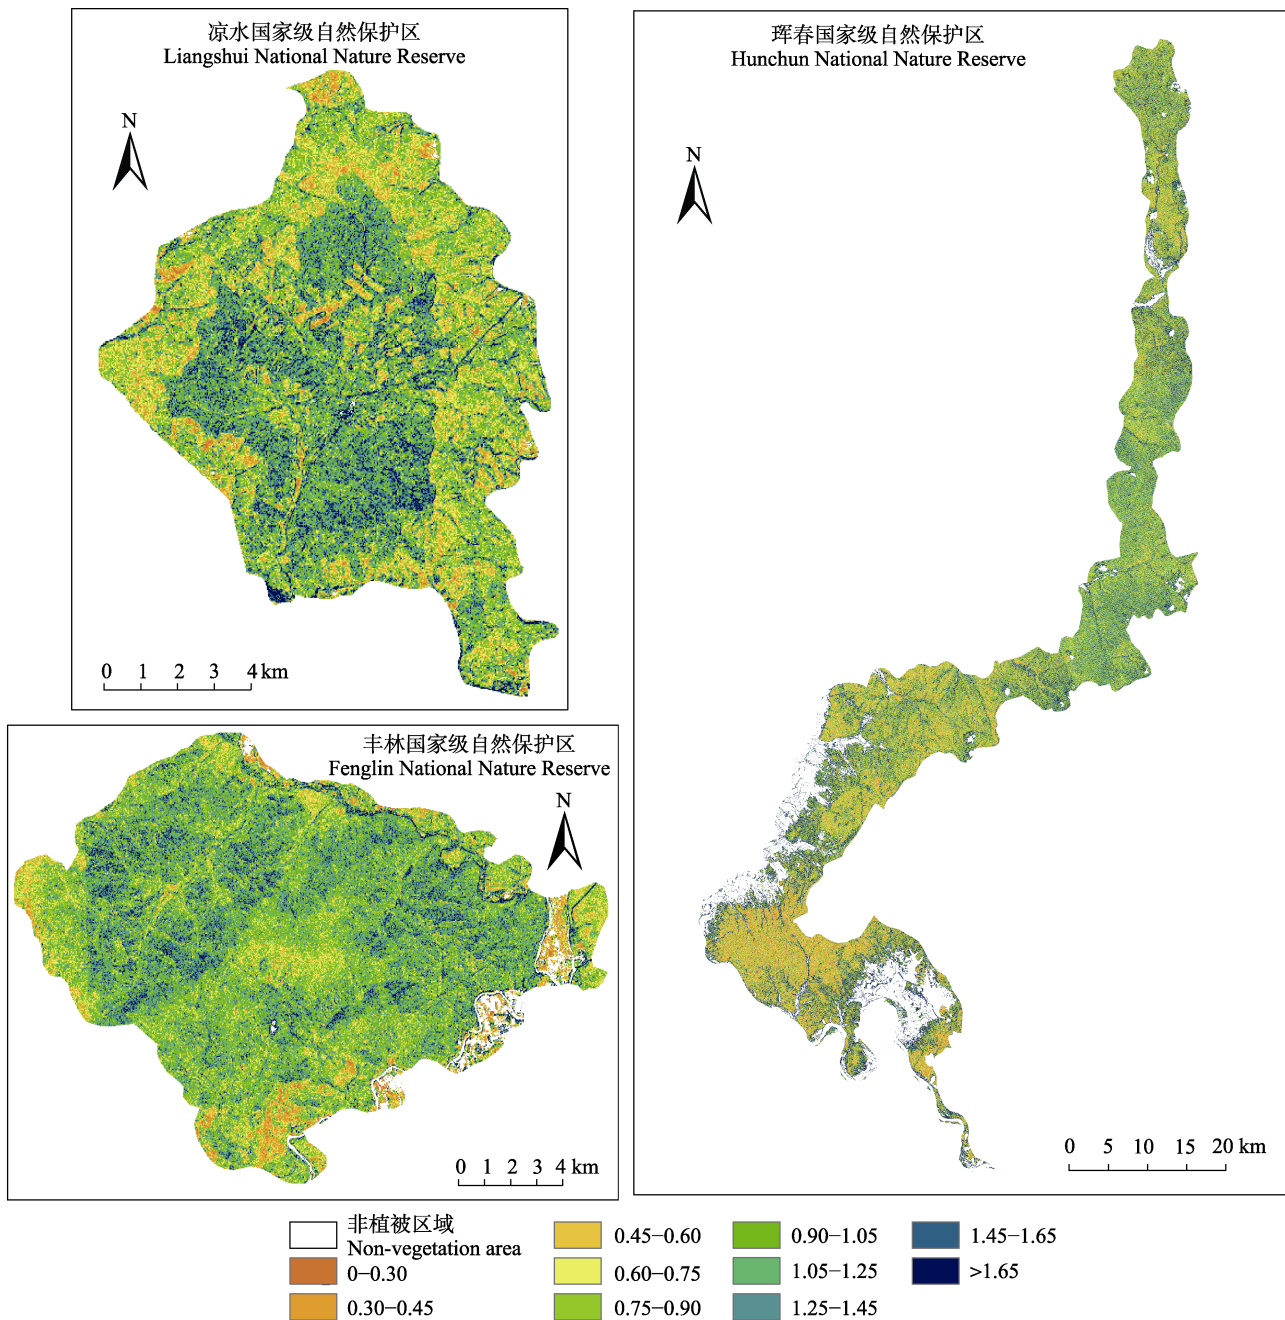 凉水国家级自然保护区
Liangshui National Nature Reserve
N
0 1 2 3 4 km
珲春国家级自然保护区
Hunchun National Nature Reserve
N
0 5 10 15 20 km
丰林国家级自然保护区
Fenglin National Nature Reserve
N
0 1 2 3 4 km
非植被区域
Non-vegetation area
0−0.30
0.30−0.45
0.45−0.60
0.60−0.75
0.75−0.90
0.90−1.05
1.05−1.25
1.25−1.45
1.45−1.65
>1.65